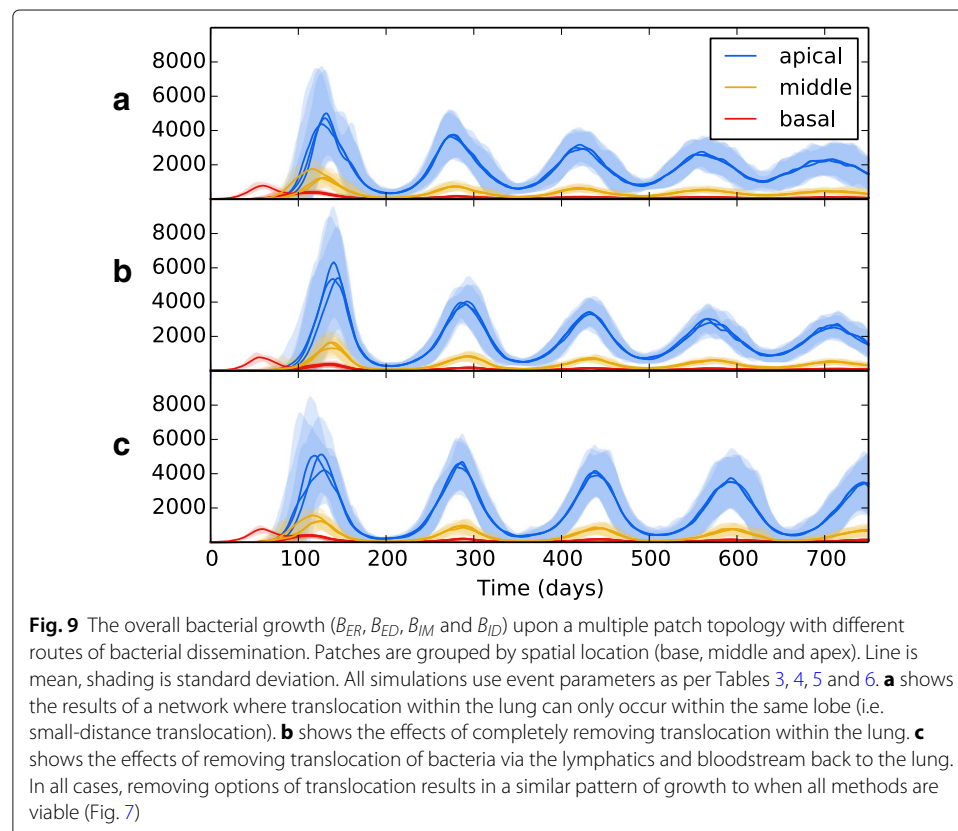 a
8000
6000
4000
2000
apical
middle
basal
b
8000
6000
4000
2000
c
8000
6000
4000
2000
0 100 200 300 400 500 600 700
Time (days)
Fig. 9 The overall bacterial growth (B_ER, B_ED, B_IM and B_ID) upon a multiple patch topology with different
routes of bacterial dissemination. Patches are grouped by spatial location (base, middle and apex). Line is
mean, shading is standard deviation. All simulations use event parameters as per Tables 3, 4, 5 and 6. a shows
the results of a network where translocation within the lung can only occur within the same lobe (i.e.
small-distance translocation). b shows the effects of completely removing translocation within the lung. c
shows the effects of removing translocation of bacteria via the lymphatics and bloodstream back to the lung.
In all cases, removing options of translocation results in a similar pattern of growth to when all methods are
viable (Fig. 7)